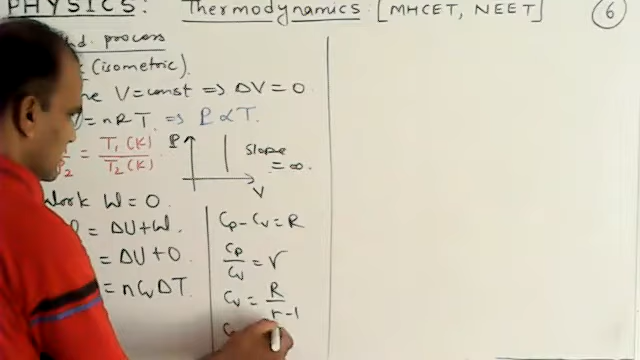 PHYSICS: Thermodynamics [MHCET, NEET] 6
process
(isometric).
V=const ⇒ ΔV=0
= nRT ⇒ P ∝ T.
P2 = T1(K) / T2(K)
P
V
slope = ∞.
Work W=0.
= ΔU+W.
= ΔU+0
= nCvΔT.
Cp - Cv = R
Cp / Cv = r
Cv = R / r-1